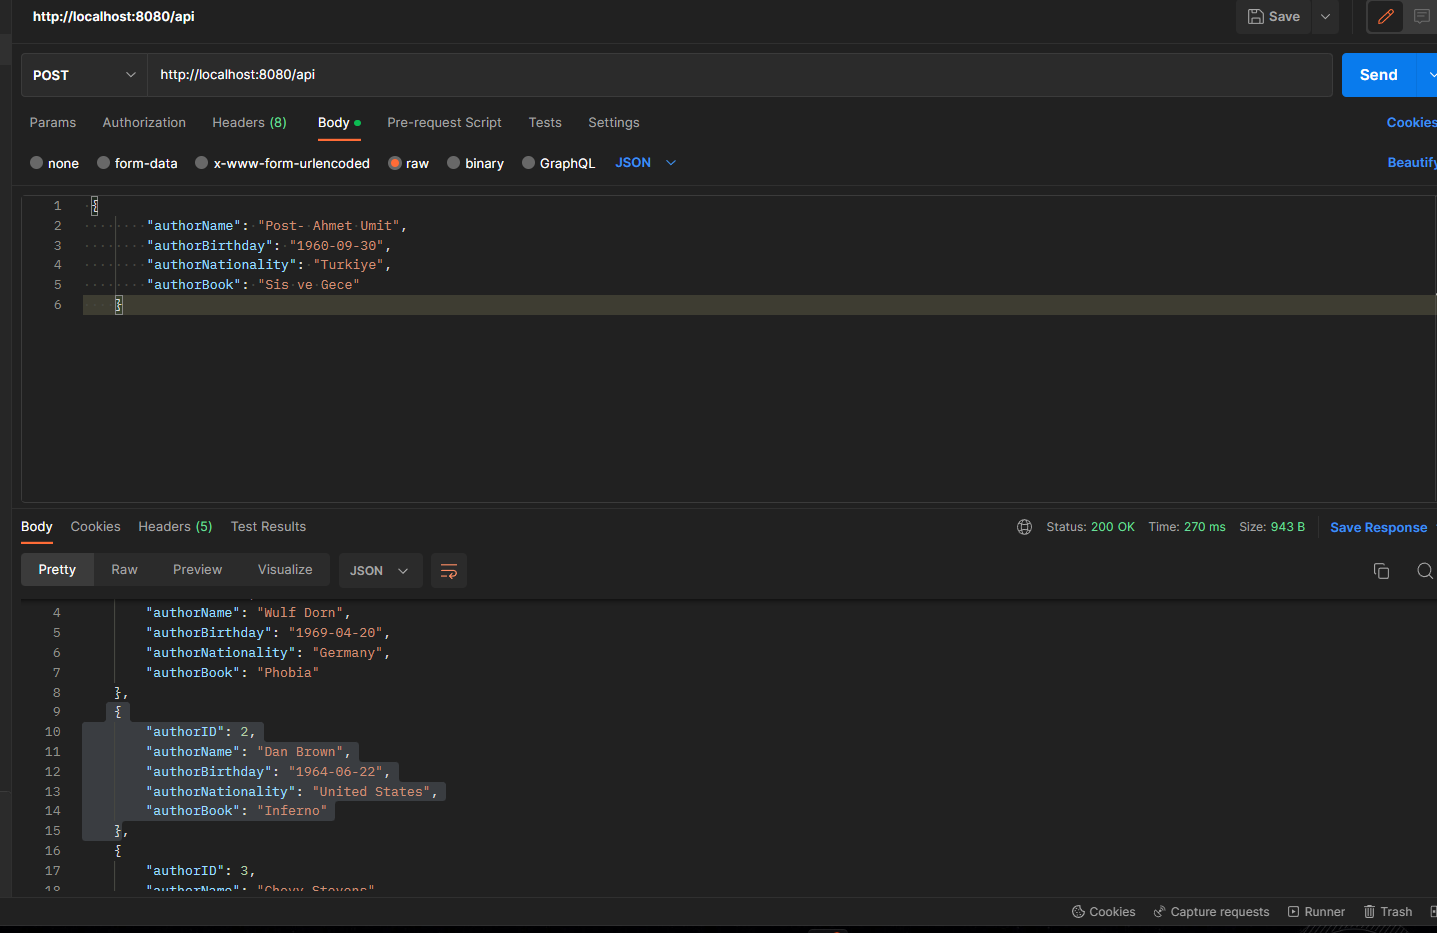 http://localhost:8080/api
Save
POST
http://localhost:8080/api
Send
Params Authorization Headers (8) Body Pre-request Script Tests Settings Cookies
none form-data x-www-form-urlencoded raw binary GraphQL JSON Beautify
1 {
2 "authorName": "Post- Ahmet Umit",
3 "authorBirthday": "1960-09-30",
4 "authorNationality": "Turkiye",
5 "authorBook": "Sis ve Gece"
6 }
Body Cookies Headers (5) Test Results Status: 200 OK Time: 270 ms Size: 943 B Save Response
Pretty Raw Preview Visualize JSON
4 "authorName": "Wulf Dorn",
5 "authorBirthday": "1969-04-20",
6 "authorNationality": "Germany",
7 "authorBook": "Phobia"
8 },
9 {
10 "authorID": 2,
11 "authorName": "Dan Brown",
12 "authorBirthday": "1964-06-22",
13 "authorNationality": "United States",
14 "authorBook": "Inferno"
15 },
16 {
17 "authorID": 3,
18 "authorName": "Chevy Stevens"
Cookies Capture requests Runner Trash